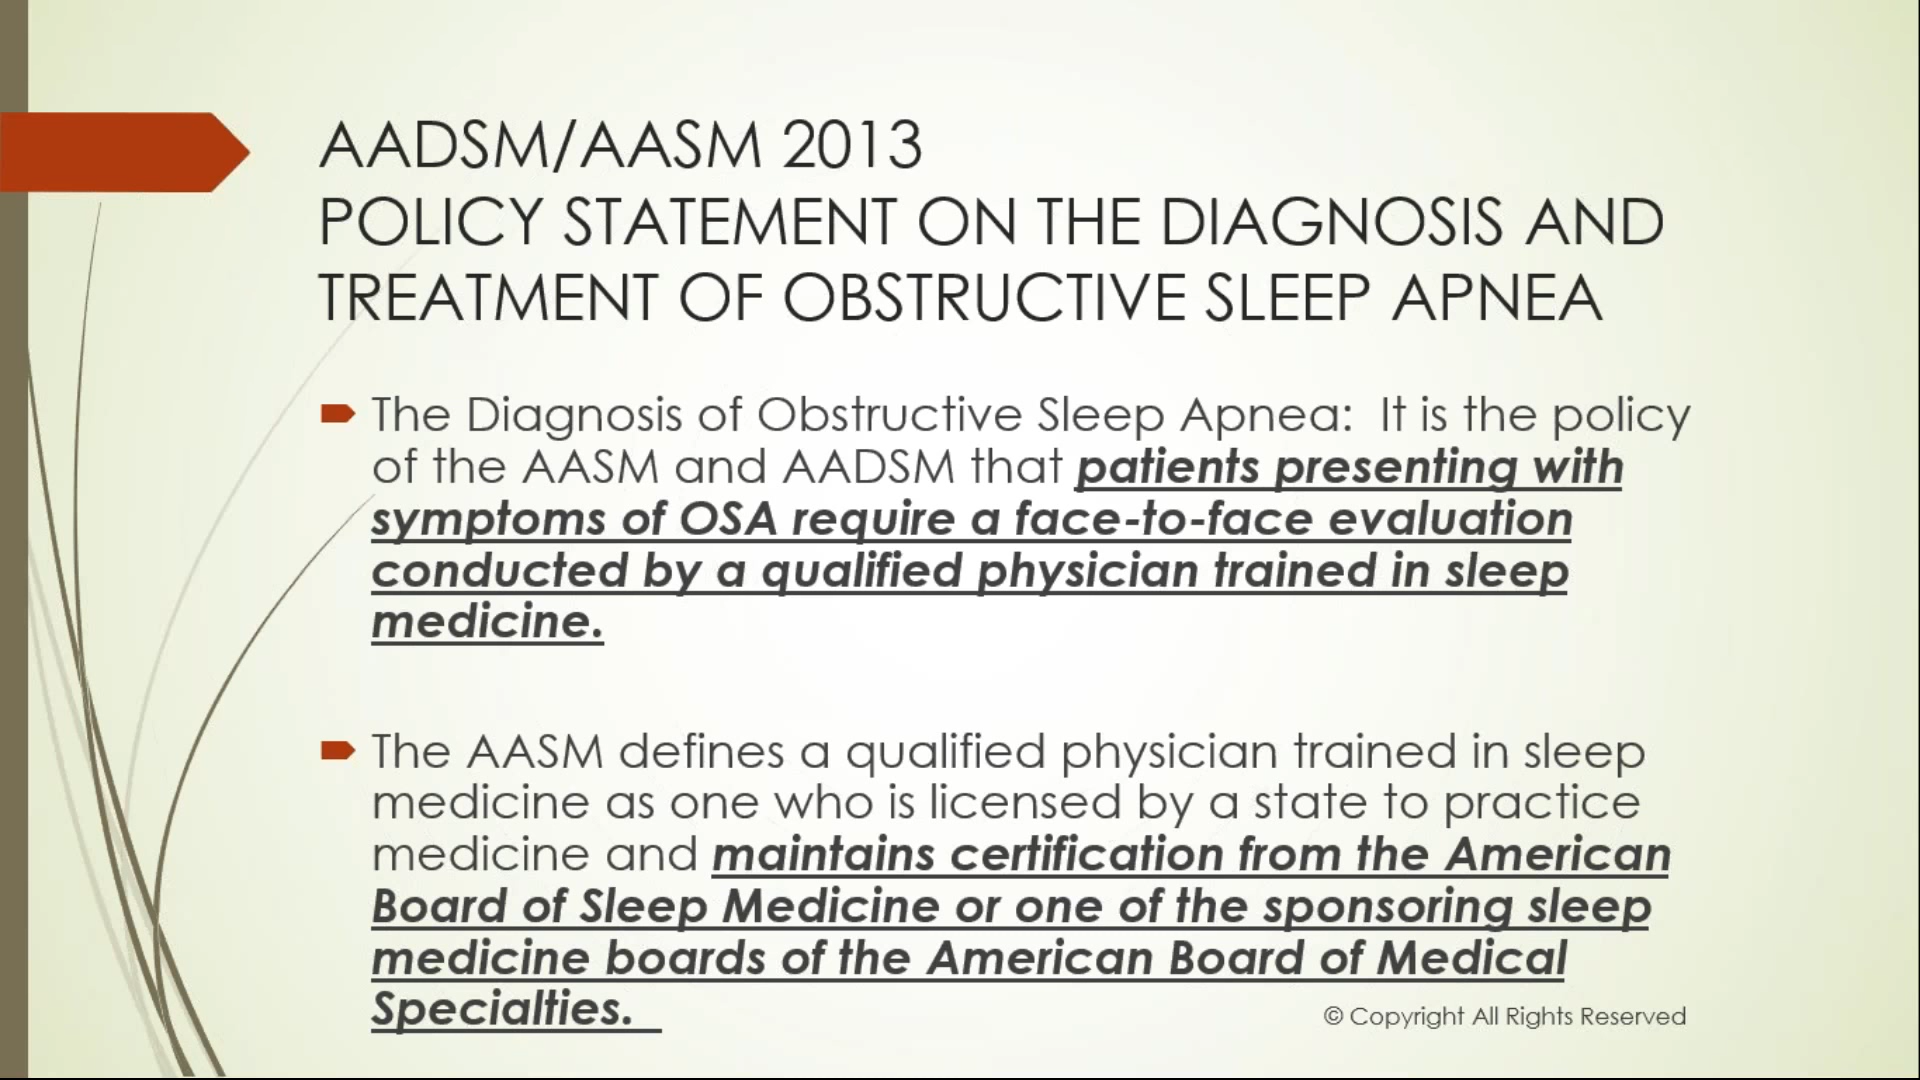 AADSM/AASM 2013
POLICY STATEMENT ON THE DIAGNOSIS AND
TREATMENT OF OBSTRUCTIVE SLEEP APNEA
The Diagnosis of Obstructive Sleep Apnea:  It is the policy
of the AASM and AADSM that patients presenting with
symptoms of OSA require a face-to-face evaluation
conducted by a qualified physician trained in sleep
medicine.
The AASM defines a qualified physician trained in sleep
medicine as one who is licensed by a state to practice
medicine and maintains certification from the American
Board of Sleep Medicine or one of the sponsoring sleep
medicine boards of the American Board of Medical
Specialties.
© Copyright All Rights Reserved